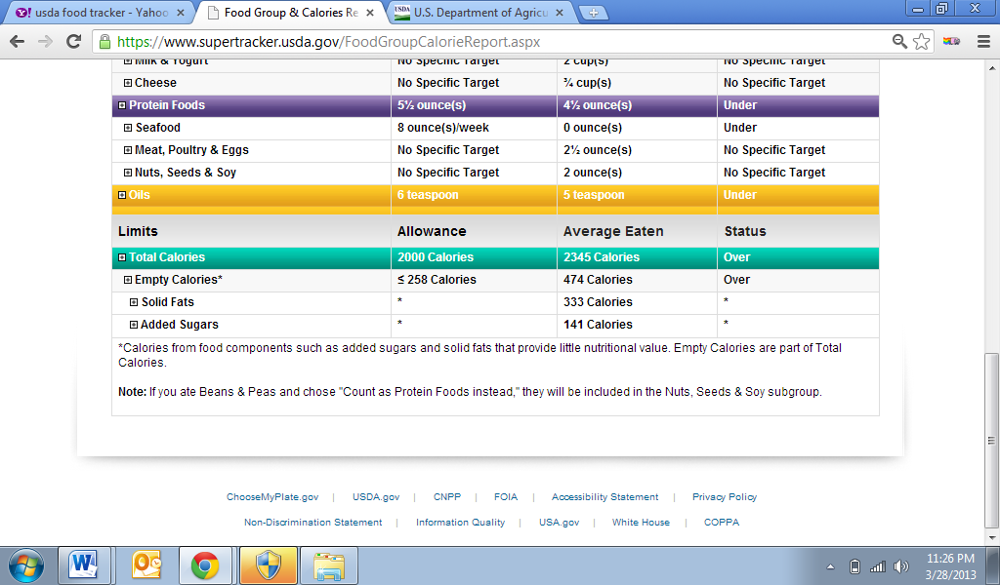 usda food tracker - Yahoo
Food Group & Calories Re
USDA U.S. Department of Agricu
https://www.supertracker.usda.gov/FoodGroupCalorieReport.aspx
Milk & Yogurt No Specific Target 2 cup(s) No Specific Target
Cheese No Specific Target ¾ cup(s) No Specific Target
Protein Foods 5½ ounce(s) 4½ ounce(s) Under
Seafood 8 ounce(s)/week 0 ounce(s) Under
Meat, Poultry & Eggs No Specific Target 2½ ounce(s) No Specific Target
Nuts, Seeds & Soy No Specific Target 2 ounce(s) No Specific Target
Oils 6 teaspoon 5 teaspoon Under
Limits Allowance Average Eaten Status
Total Calories 2000 Calories 2345 Calories Over
Empty Calories* ≤ 258 Calories 474 Calories Over
Solid Fats * 333 Calories *
Added Sugars * 141 Calories *
*Calories from food components such as added sugars and solid fats that provide little nutritional value. Empty Calories are part of Total
Calories.
Note: If you ate Beans & Peas and chose "Count as Protein Foods instead," they will be included in the Nuts, Seeds & Soy subgroup.
ChooseMyPlate.gov | USDA.gov | CNPP | FOIA | Accessibility Statement | Privacy Policy
Non-Discrimination Statement | Information Quality | USA.gov | White House | COPPA
11:26 PM
3/28/2013